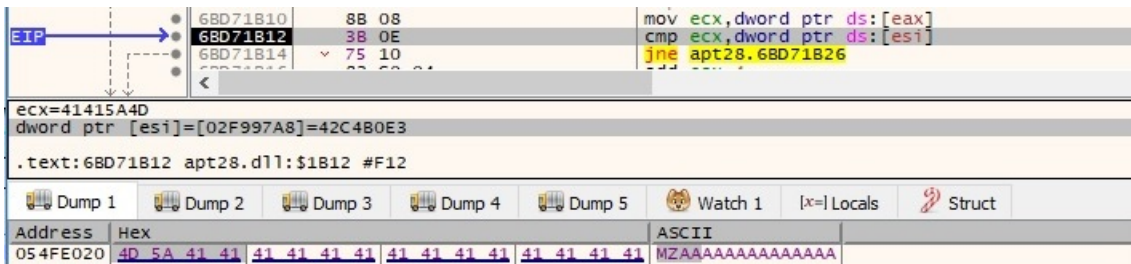 6BD71B10 8B 08 mov ecx,dword ptr ds:[eax]
EIP 6BD71B12 3B 0E cmp ecx,dword ptr ds:[esi]
6BD71B14 75 10 jne apt28.6BD71B26
ecx=41415A4D
dword ptr [esi]=[02F997A8]=42C4B0E3
.text:6BD71B12 apt28.dll:$1B12 #F12
Dump 1 Dump 2 Dump 3 Dump 4 Dump 5 Watch 1 [x=] Locals Struct
Address Hex ASCII
054FE020 4D 5A 41 41 41 41 41 41 41 41 41 41 41 41 41 41 MZAAAAAAAAAAAAAA